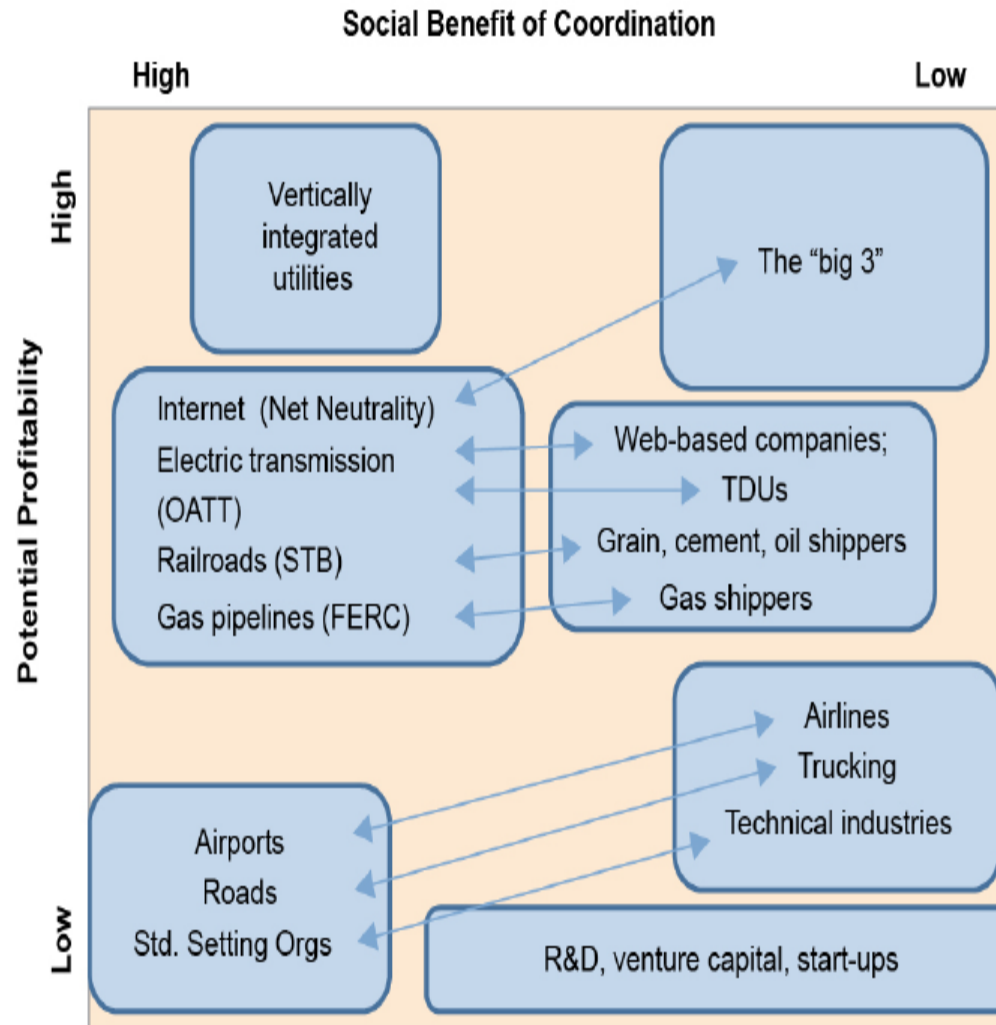 Social Benefit of Coordination
High
Low
High
Potential Profitability
Low
Vertically
integrated
utilities
The “big 3”
Internet (Net Neutrality)
Electric transmission
(OATT)
Railroads (STB)
Gas pipelines (FERC)
Web-based companies;
TDUs
Grain, cement, oil shippers
Gas shippers
Airlines
Trucking
Technical industries
Airports
Roads
Std. Setting Orgs
R&D, venture capital, start-ups